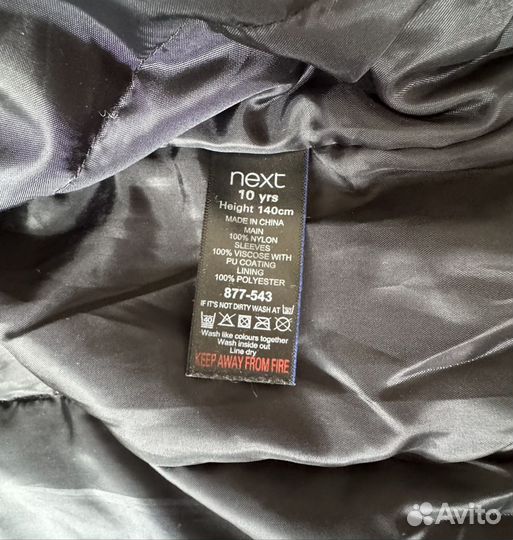 next
10 yrs
Height 140cm
MADE IN CHINA
MAIN
100% NYLON
SLEEVES
100% VISCOSE WITH
PU COATING
LINING
100% POLYESTER
877-543
IF IT'S NOT DIRTY WASH AT 30
40
Wash like colours together
Wash inside out
Line dry
KEEP AWAY FROM FIRE
Avito